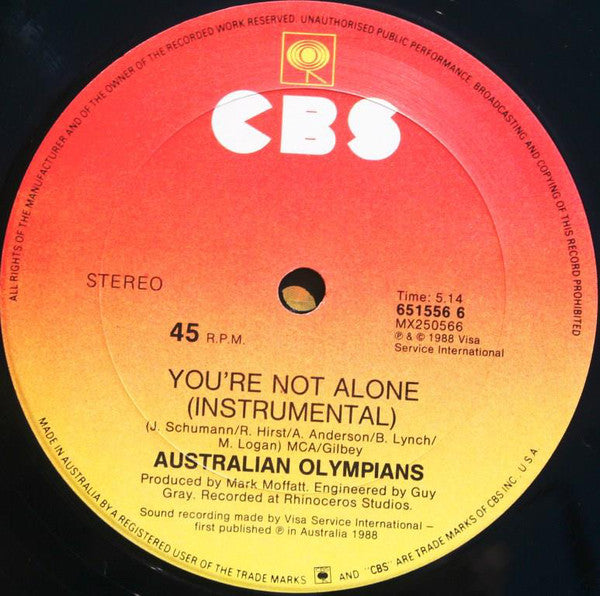 ALL RIGHTS OF THE MANUFACTURER AND OF THE OWNER OF THE RECORDED WORK RESERVED. UNAUTHORISED PUBLIC PERFORMANCE, BROADCASTING AND COPYING OF THIS RECORD PROHIBITED
CBS
STEREO
45 R.P.M.
Time: 5.14
651556 6
MX250566
℗ & © 1988 Visa
Service International
YOU'RE NOT ALONE
(INSTRUMENTAL)
(J. Schumann/R. Hirst/A. Anderson/B. Lynch/
M. Logan) MCA/Gilbey
AUSTRALIAN OLYMPIANS
Produced by Mark Moffatt. Engineered by Guy
Gray. Recorded at Rhinoceros Studios.
Sound recording made by Visa Service International –
first published ℗ in Australia 1988
MADE IN AUSTRALIA BY A REGISTERED USER OF THE TRADE MARKS AND "CBS" ARE TRADE MARKS OF CBS INC. U.S.A.